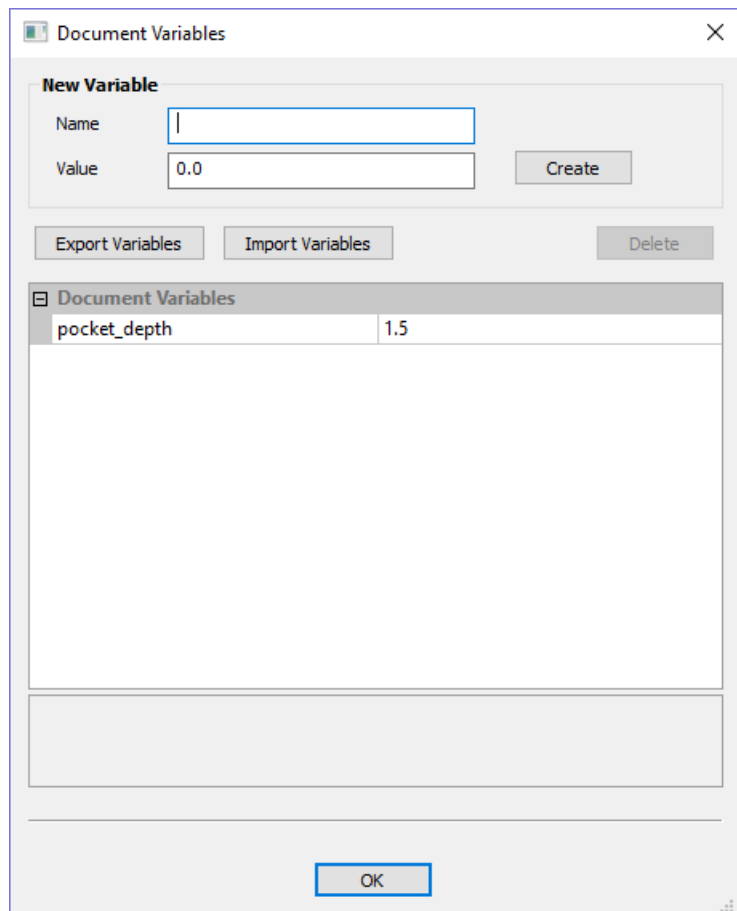 Document Variables
New Variable
Name
Value 0.0 Create
Export Variables Import Variables Delete
Document Variables
pocket_depth 1.5
OK